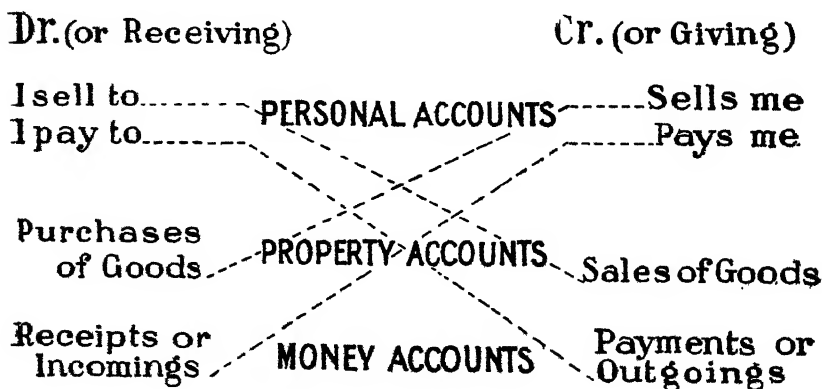 Dr. (or Receiving) Cr. (or Giving)
I sell to PERSONAL ACCOUNTS Sells me
I pay to Pays me
Purchases of Goods PROPERTY ACCOUNTS Sales of Goods
Receipts or Incomings MONEY ACCOUNTS Payments or Outgoings